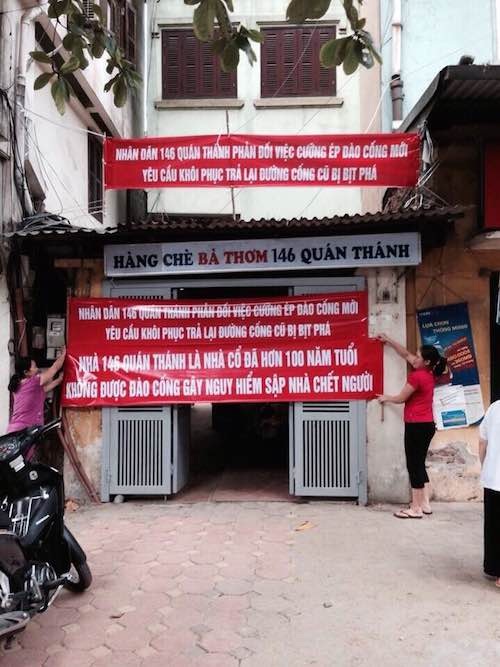 NHÂN DÂN 146 QUÁN THÁNH PHẢN ĐỐI VIỆC CƯỠNG ÉP ĐÀO CỐNG MỚI
YÊU CẦU KHÔI PHỤC TRẢ LẠI ĐƯỜNG CỐNG CŨ BỊ BỊT PHÁ
HÀNG CHÈ BÀ THƠM 146 QUÁN THÁNH
NHÂN DÂN 146 QUÁN THÁNH PHẢN ĐỐI VIỆC CƯỠNG ÉP ĐÀO CỐNG MỚI
YÊU CẦU KHÔI PHỤC TRẢ LẠI ĐƯỜNG CỐNG CŨ BỊ BỊT PHÁ
NHÀ 146 QUÁN THÁNH LÀ NHÀ CỔ ĐÃ HƠN 100 NĂM TUỔI
KHÔNG ĐƯỢC ĐÀO CỐNG GÂY NGUY HIỂM SẬP NHÀ CHẾT NGƯỜI
LỰA CHỌN
THÔNG MINH